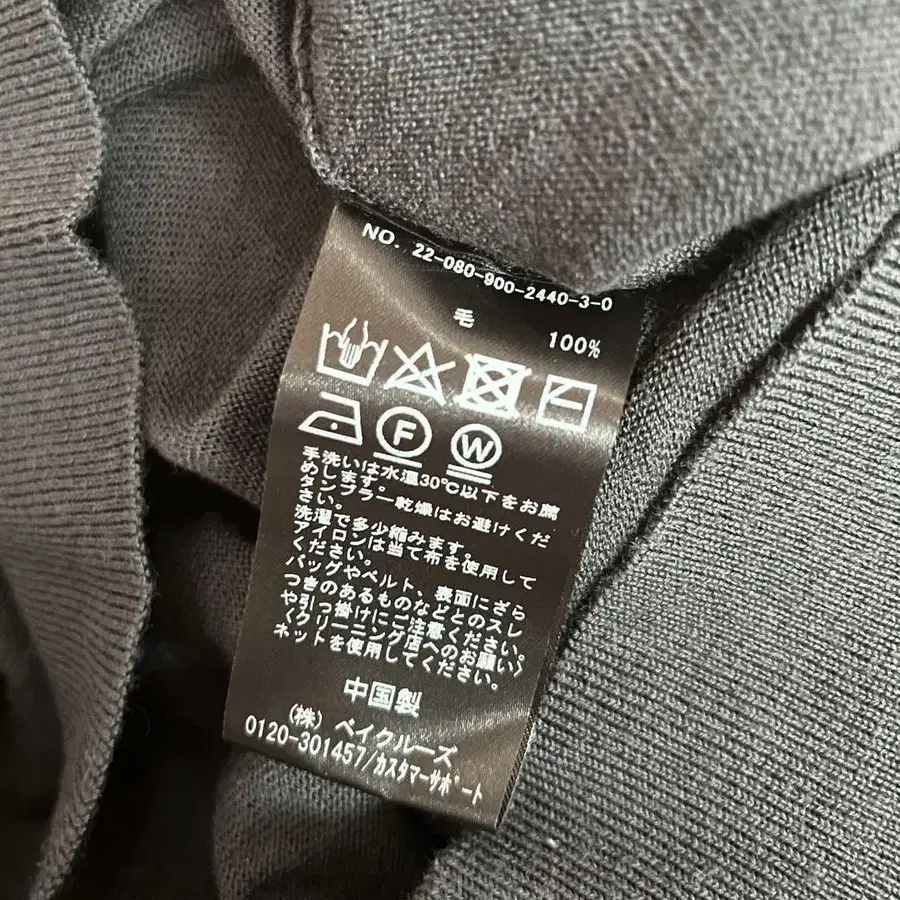 NO. 22-080-900-2440-3-0
毛
100%
F
W
手洗いは水温30℃以下をお薦
めします。
タンブラー乾燥はお避けくだ
さい。
洗濯で多少縮みます。
アイロンは当て布を使用して
ください。
バッグやベルト、表面にざら
つきのあるものなどとのスレ
や引っ掛けにご注意ください。
〈クリーニング店へのお願い〉
ネットを使用してください。
中国製
(株) ベイクルーズ
0120-301457/カスタマーサポート